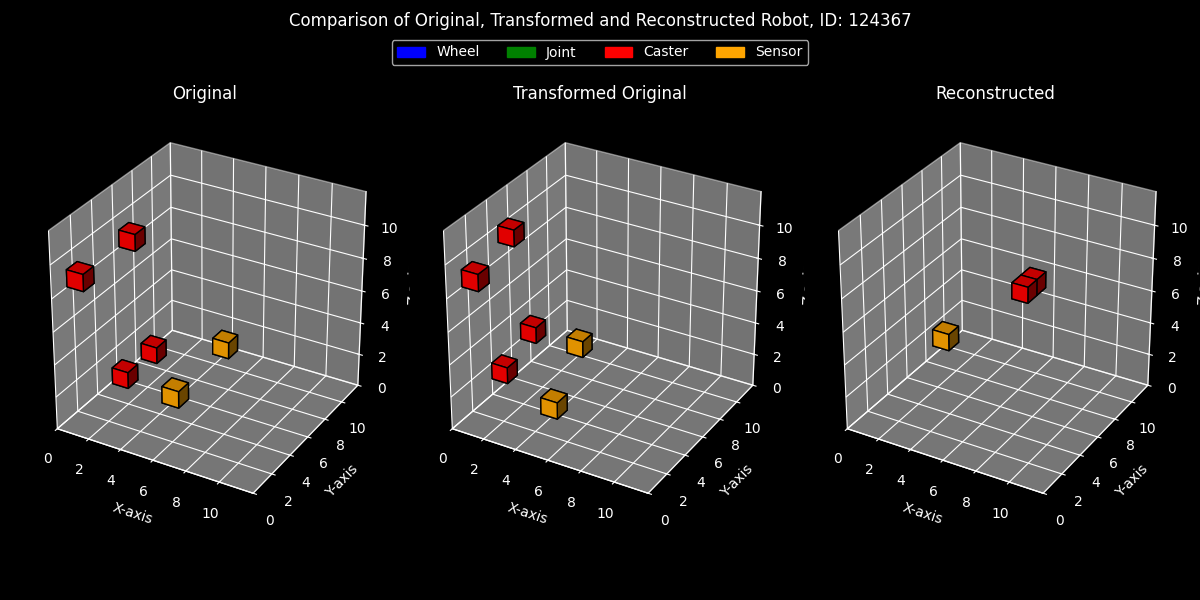 Comparison of Original, Transformed and Reconstructed Robot, ID: 124367
Wheel Joint Caster Sensor
Original Transformed Original Reconstructed
10 10 10
8 8 8
6 6 6
4 4 4
2 2 2
0 0 0
0 2 4 6 8 10 0 2 4 6 8 10 0 2 4 6 8 10
X-axis X-axis X-axis
0 2 4 6 8 10 0 2 4 6 8 10 0 2 4 6 8 10
Y-axis Y-axis Y-axis